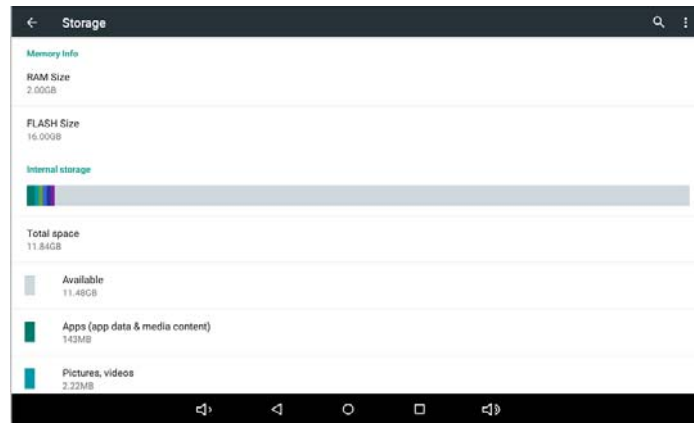 Storage
Memory Info
RAM Size
2.00GB
FLASH Size
16.00GB
Internal storage
Total space
11.84GB
Available
11.48GB
Apps (app data & media content)
143MB
Pictures, videos
2.22MB